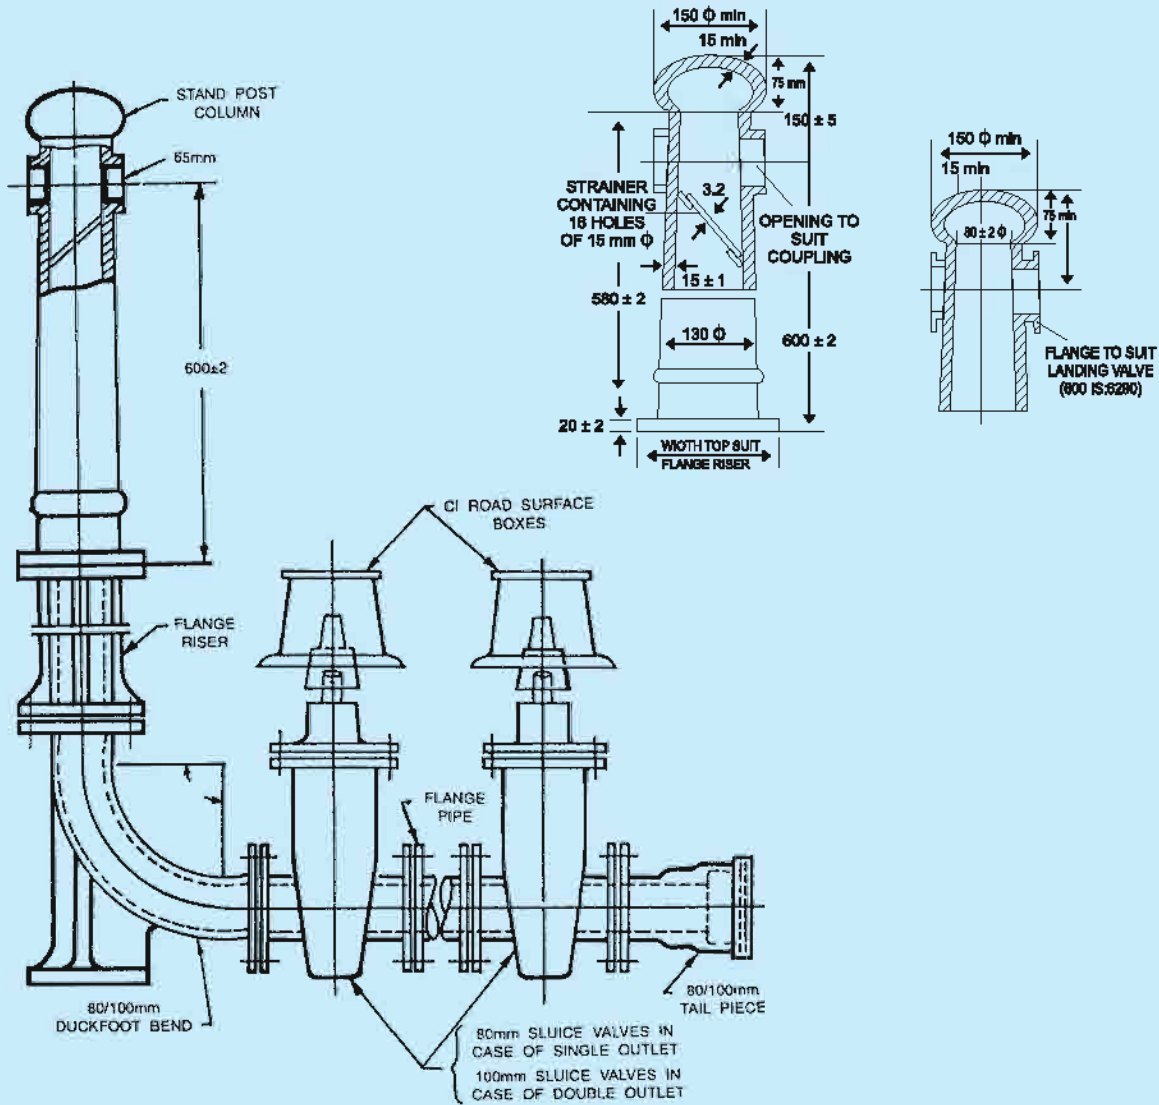 STAND POST
COLUMN
65mm
600±2
FLANGE
RISER
80/100mm
DUCKFOOT BEND
CI ROAD SURFACE
BOXES
FLANGE
PIPE
80mm SLUICE VALVES IN
CASE OF SINGLE OUTLET
100mm SLUICE VALVES IN
CASE OF DOUBLE OUTLET
80/100mm
TAIL PIECE
150 Φ min
15 min
75 mm
150 ± 5
STRAINER
CONTAINING
16 HOLES
OF 15 mm Φ
3.2
OPENING TO
SUIT
COUPLING
15 ± 1
580 ± 2
130 Φ
600 ± 2
20 ± 2
WIOTH TOP SUIT
FLANGE RISER
150 Φ min
15 min
75 min
80 ± 2 Φ
FLANGE TO SUIT
LANDING VALVE
(600 IS:5290)